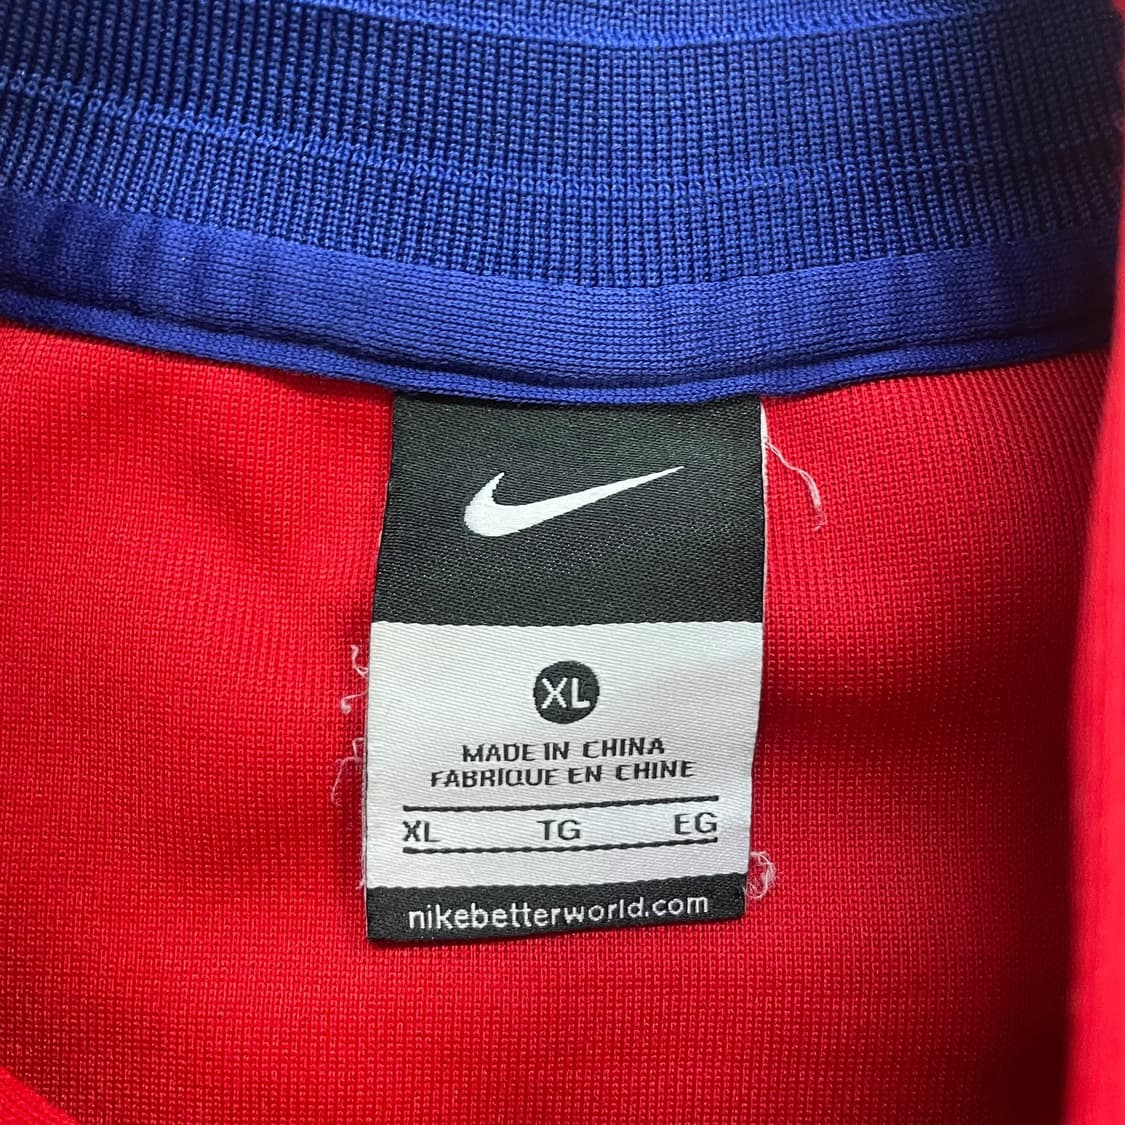 XL
MADE IN CHINA
FABRIQUE EN CHINE
XL TG EG
nikebetterworld.com